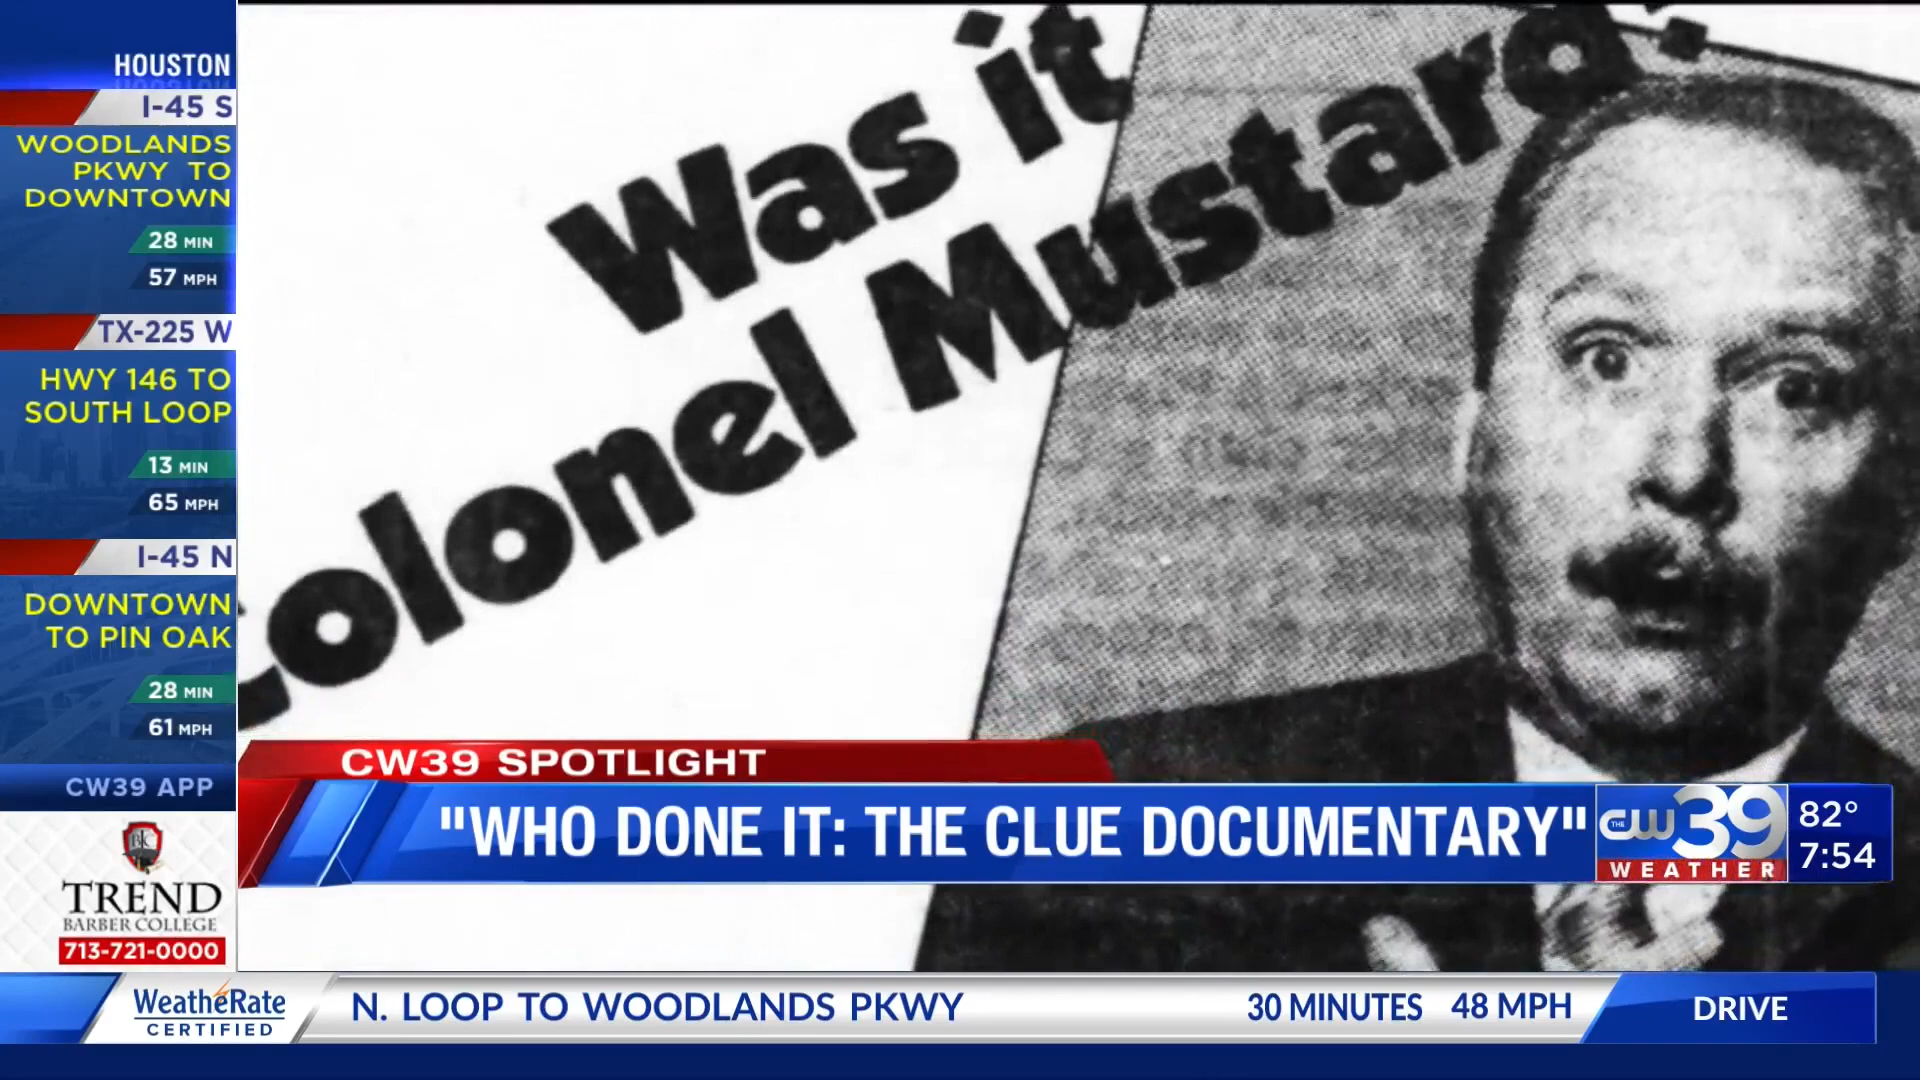 HOUSTON
I-45 S
WOODLANDS
PKWY TO
DOWNTOWN
28 MIN
57 MPH
TX-225 W
HWY 146 TO
SOUTH LOOP
13 MIN
65 MPH
I-45 N
DOWNTOWN
TO PIN OAK
28 MIN
61 MPH
CW39 APP
TREND
BARBER COLLEGE
713-721-0000
Was it
Colonel Mustard?
CW39 SPOTLIGHT
"WHO DONE IT: THE CLUE DOCUMENTARY"
THE CW 39
WEATHER
82°
7:54
WeatheRate
CERTIFIED
N. LOOP TO WOODLANDS PKWY 30 MINUTES 48 MPH
DRIVE